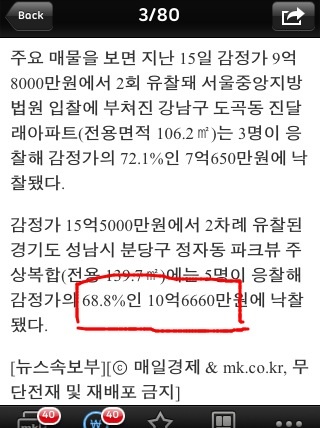 Back
3/80
주요 매물을 보면 지난 15일 감정가 9억
8000만원에서 2회 유찰돼 서울중앙지방
법원 입찰에 부쳐진 강남구 도곡동 진달
래아파트(전용면적 106.2㎡)는 3명이 응
찰해 감정가의 72.1%인 7억650만원에 낙
찰됐다.
감정가 15억5000만원에서 2차례 유찰된
경기도 성남시 분당구 정자동 파크뷰 주
상복합(전용 139.7㎡)에는 5명이 응찰해
감정가의 68.8%인 10억6660만원에 낙찰
됐다.
[뉴스속보부][ⓒ 매일경제 & mk.co.kr, 무
단전재 및 재배포 금지]
40
40